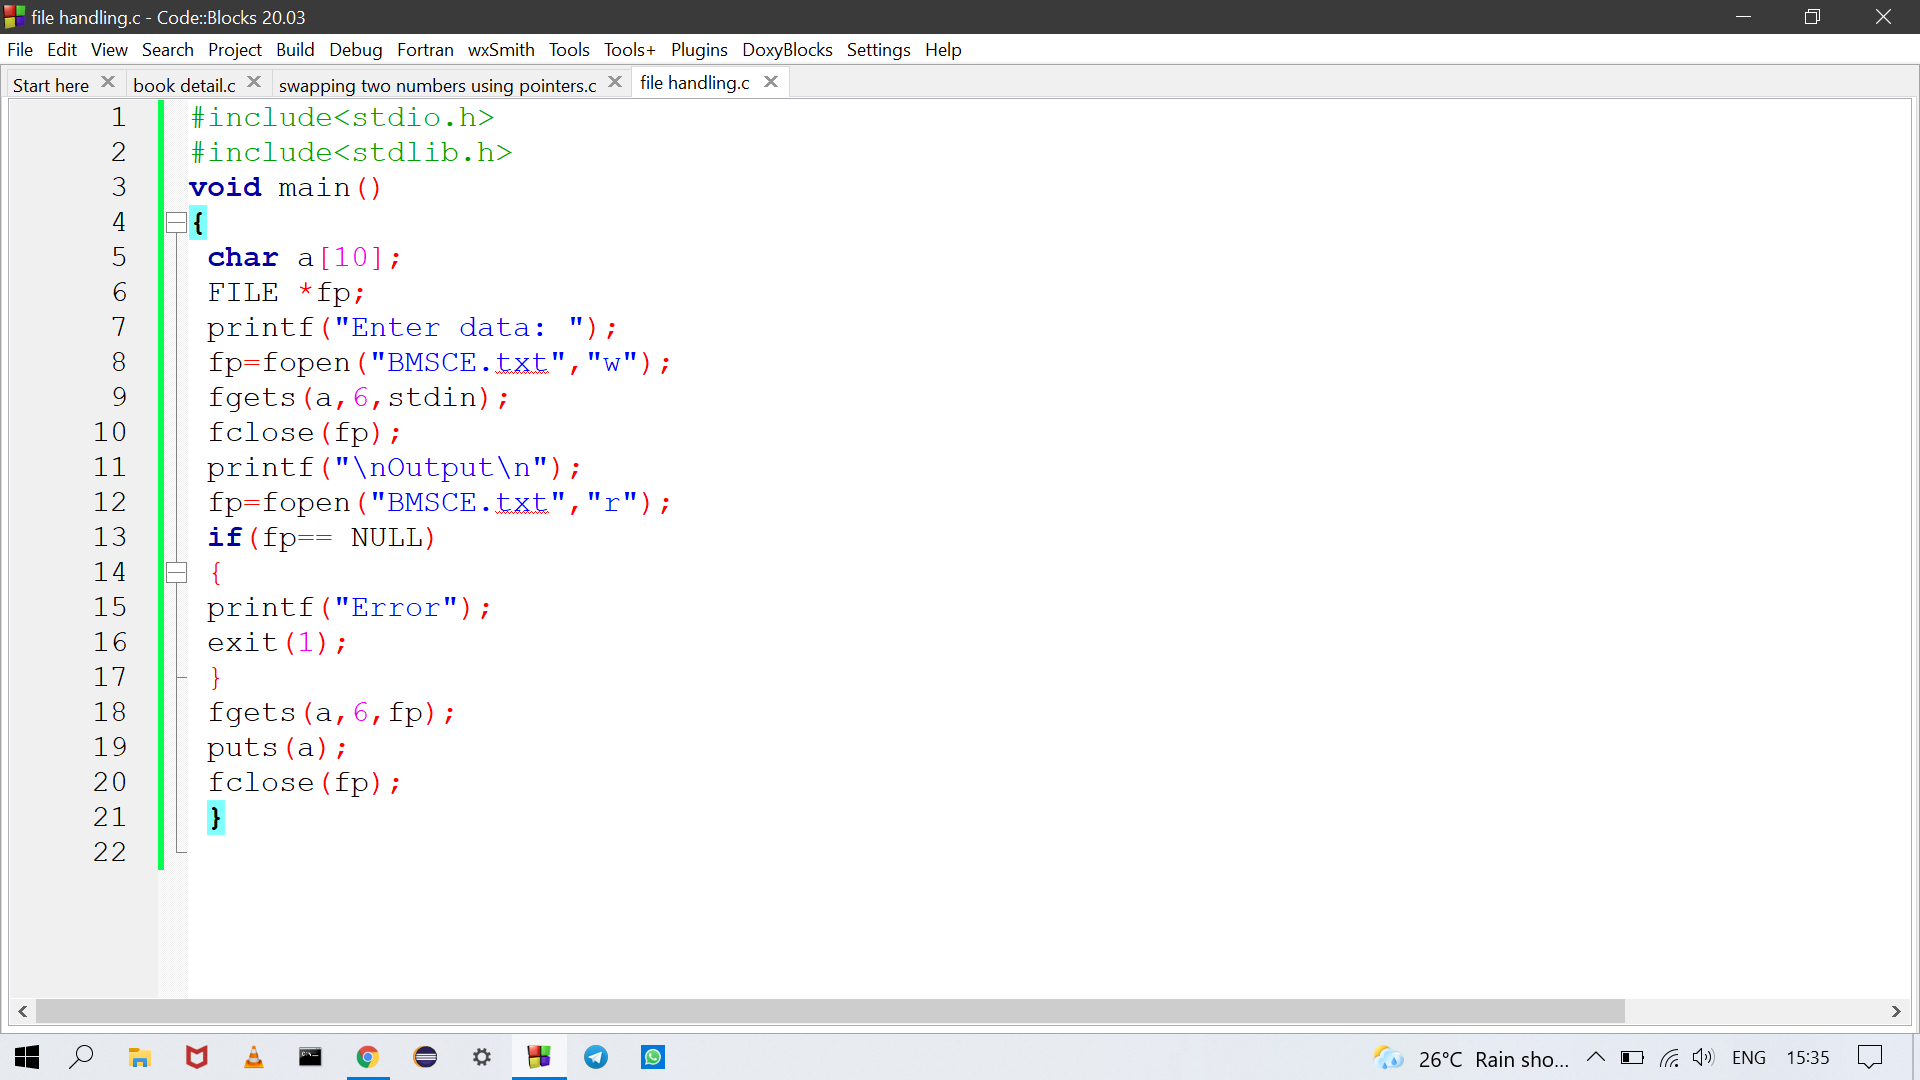 file handling.c - Code::Blocks 20.03
File Edit View Search Project Build Debug Fortran wxSmith Tools Tools+ Plugins DoxyBlocks Settings Help
Start here book detail.c swapping two numbers using pointers.c file handling.c
1 #include<stdio.h>
2 #include<stdlib.h>
3 void main()
4 {
5 char a[10];
6 FILE *fp;
7 printf("Enter data: ");
8 fp=fopen("BMSCE.txt","w");
9 fgets(a,6,stdin);
10 fclose(fp);
11 printf("\nOutput\n");
12 fp=fopen("BMSCE.txt","r");
13 if(fp== NULL)
14 {
15 printf("Error");
16 exit(1);
17 }
18 fgets(a,6,fp);
19 puts(a);
20 fclose(fp);
21 }
22
26°C Rain sho... ENG 15:35